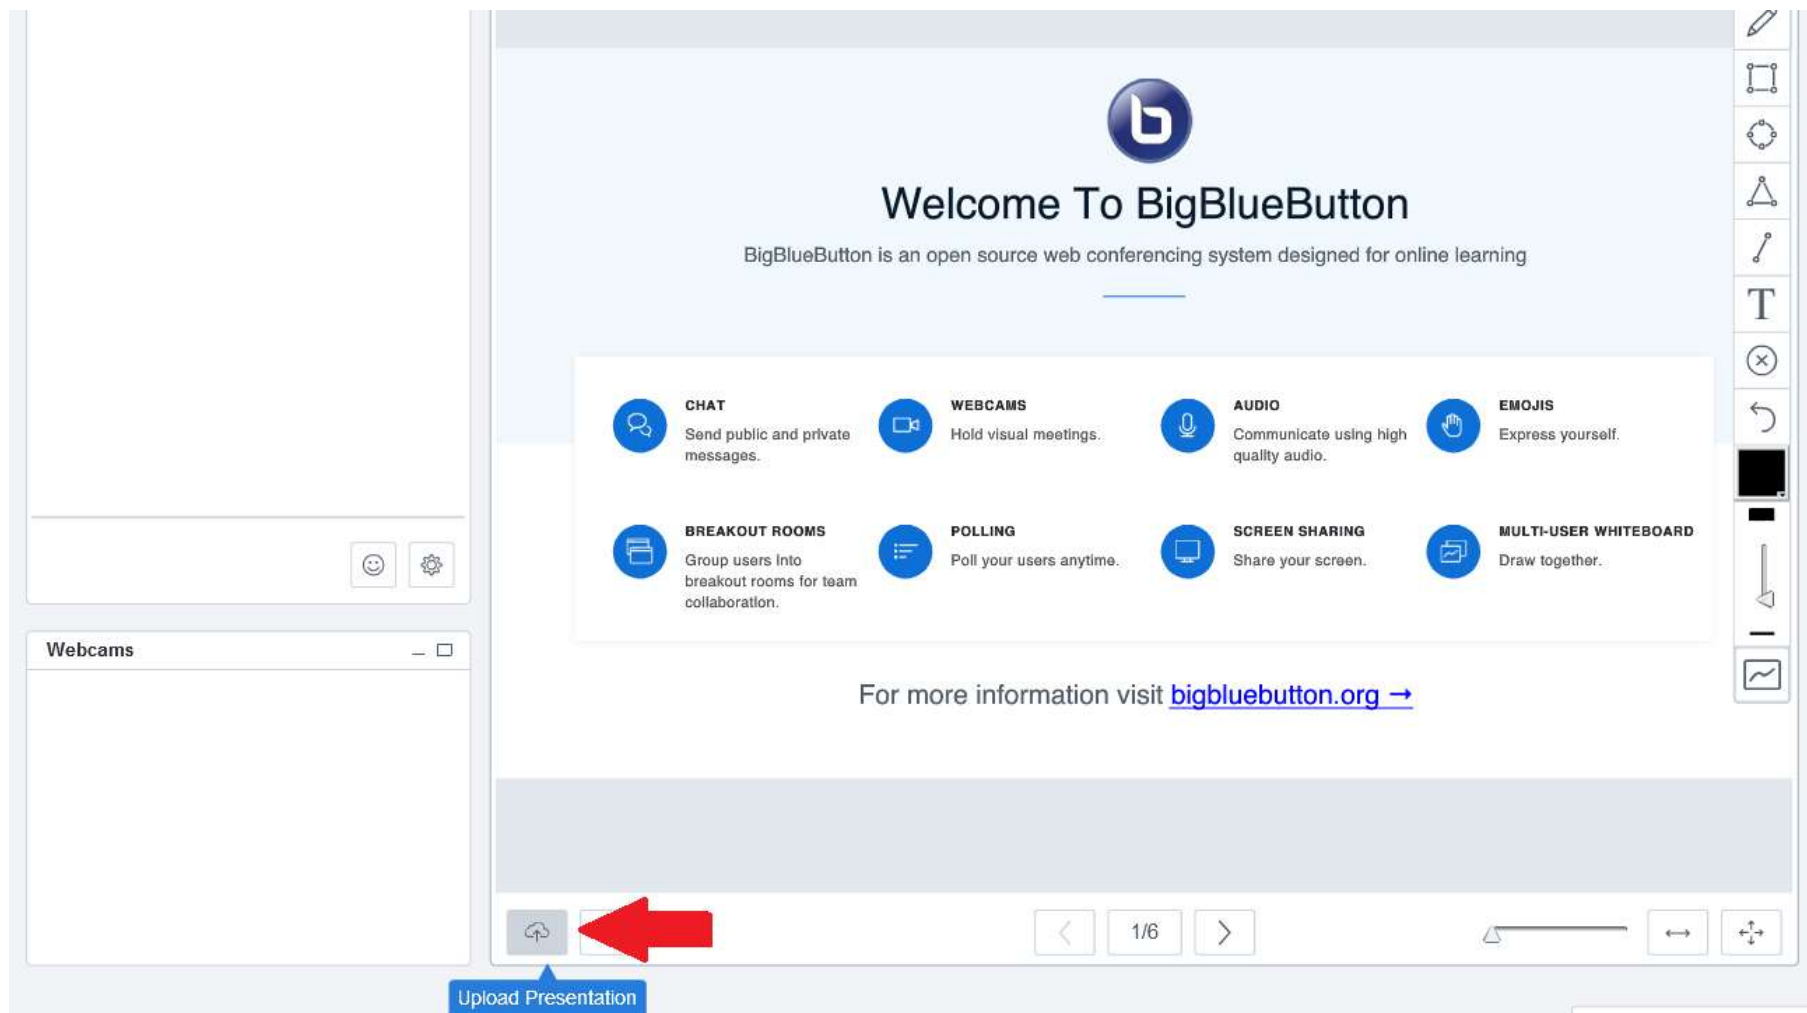 Welcome To BigBlueButton
BigBlueButton is an open source web conferencing system designed for online learning
CHAT
Send public and private
messages.
WEBCAMS
Hold visual meetings.
AUDIO
Communicate using high
quality audio.
EMOJIS
Express yourself.
BREAKOUT ROOMS
Group users into
breakout rooms for team
collaboration.
POLLING
Poll your users anytime.
SCREEN SHARING
Share your screen.
MULTI-USER WHITEBOARD
Draw together.
For more information visit bigbluebutton.org →
Webcams
1/6
Upload Presentation
T